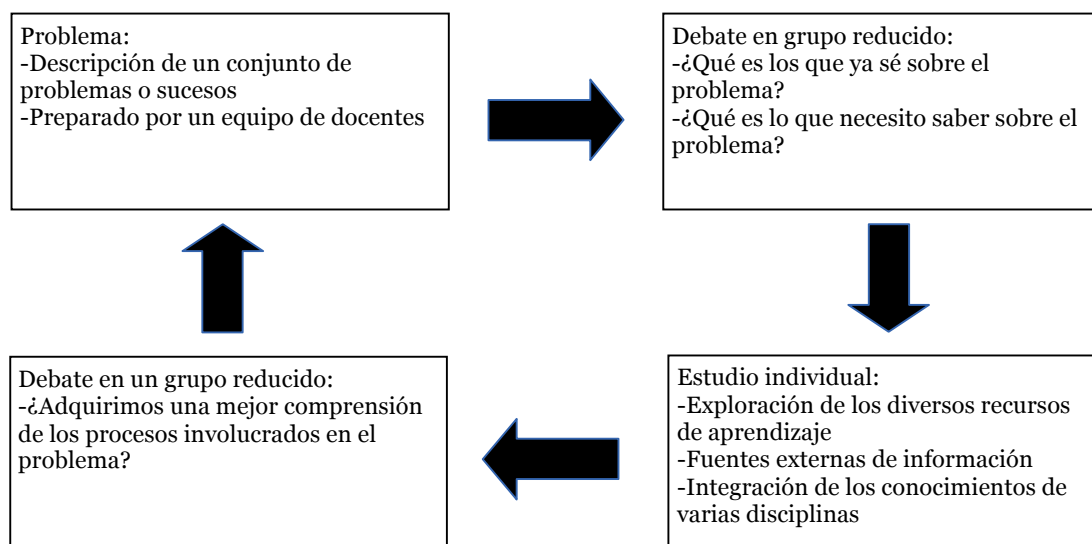 Problema:
-Descripción de un conjunto de
problemas o sucesos
-Preparado por un equipo de docentes
Debate en grupo reducido:
-¿Qué es los que ya sé sobre el
problema?
-¿Qué es lo que necesito saber sobre el
problema?
Estudio individual:
-Exploración de los diversos recursos
de aprendizaje
-Fuentes externas de información
-Integración de los conocimientos de
varias disciplinas
Debate en un grupo reducido:
-¿Adquirimos una mejor comprensión
de los procesos involucrados en el
problema?